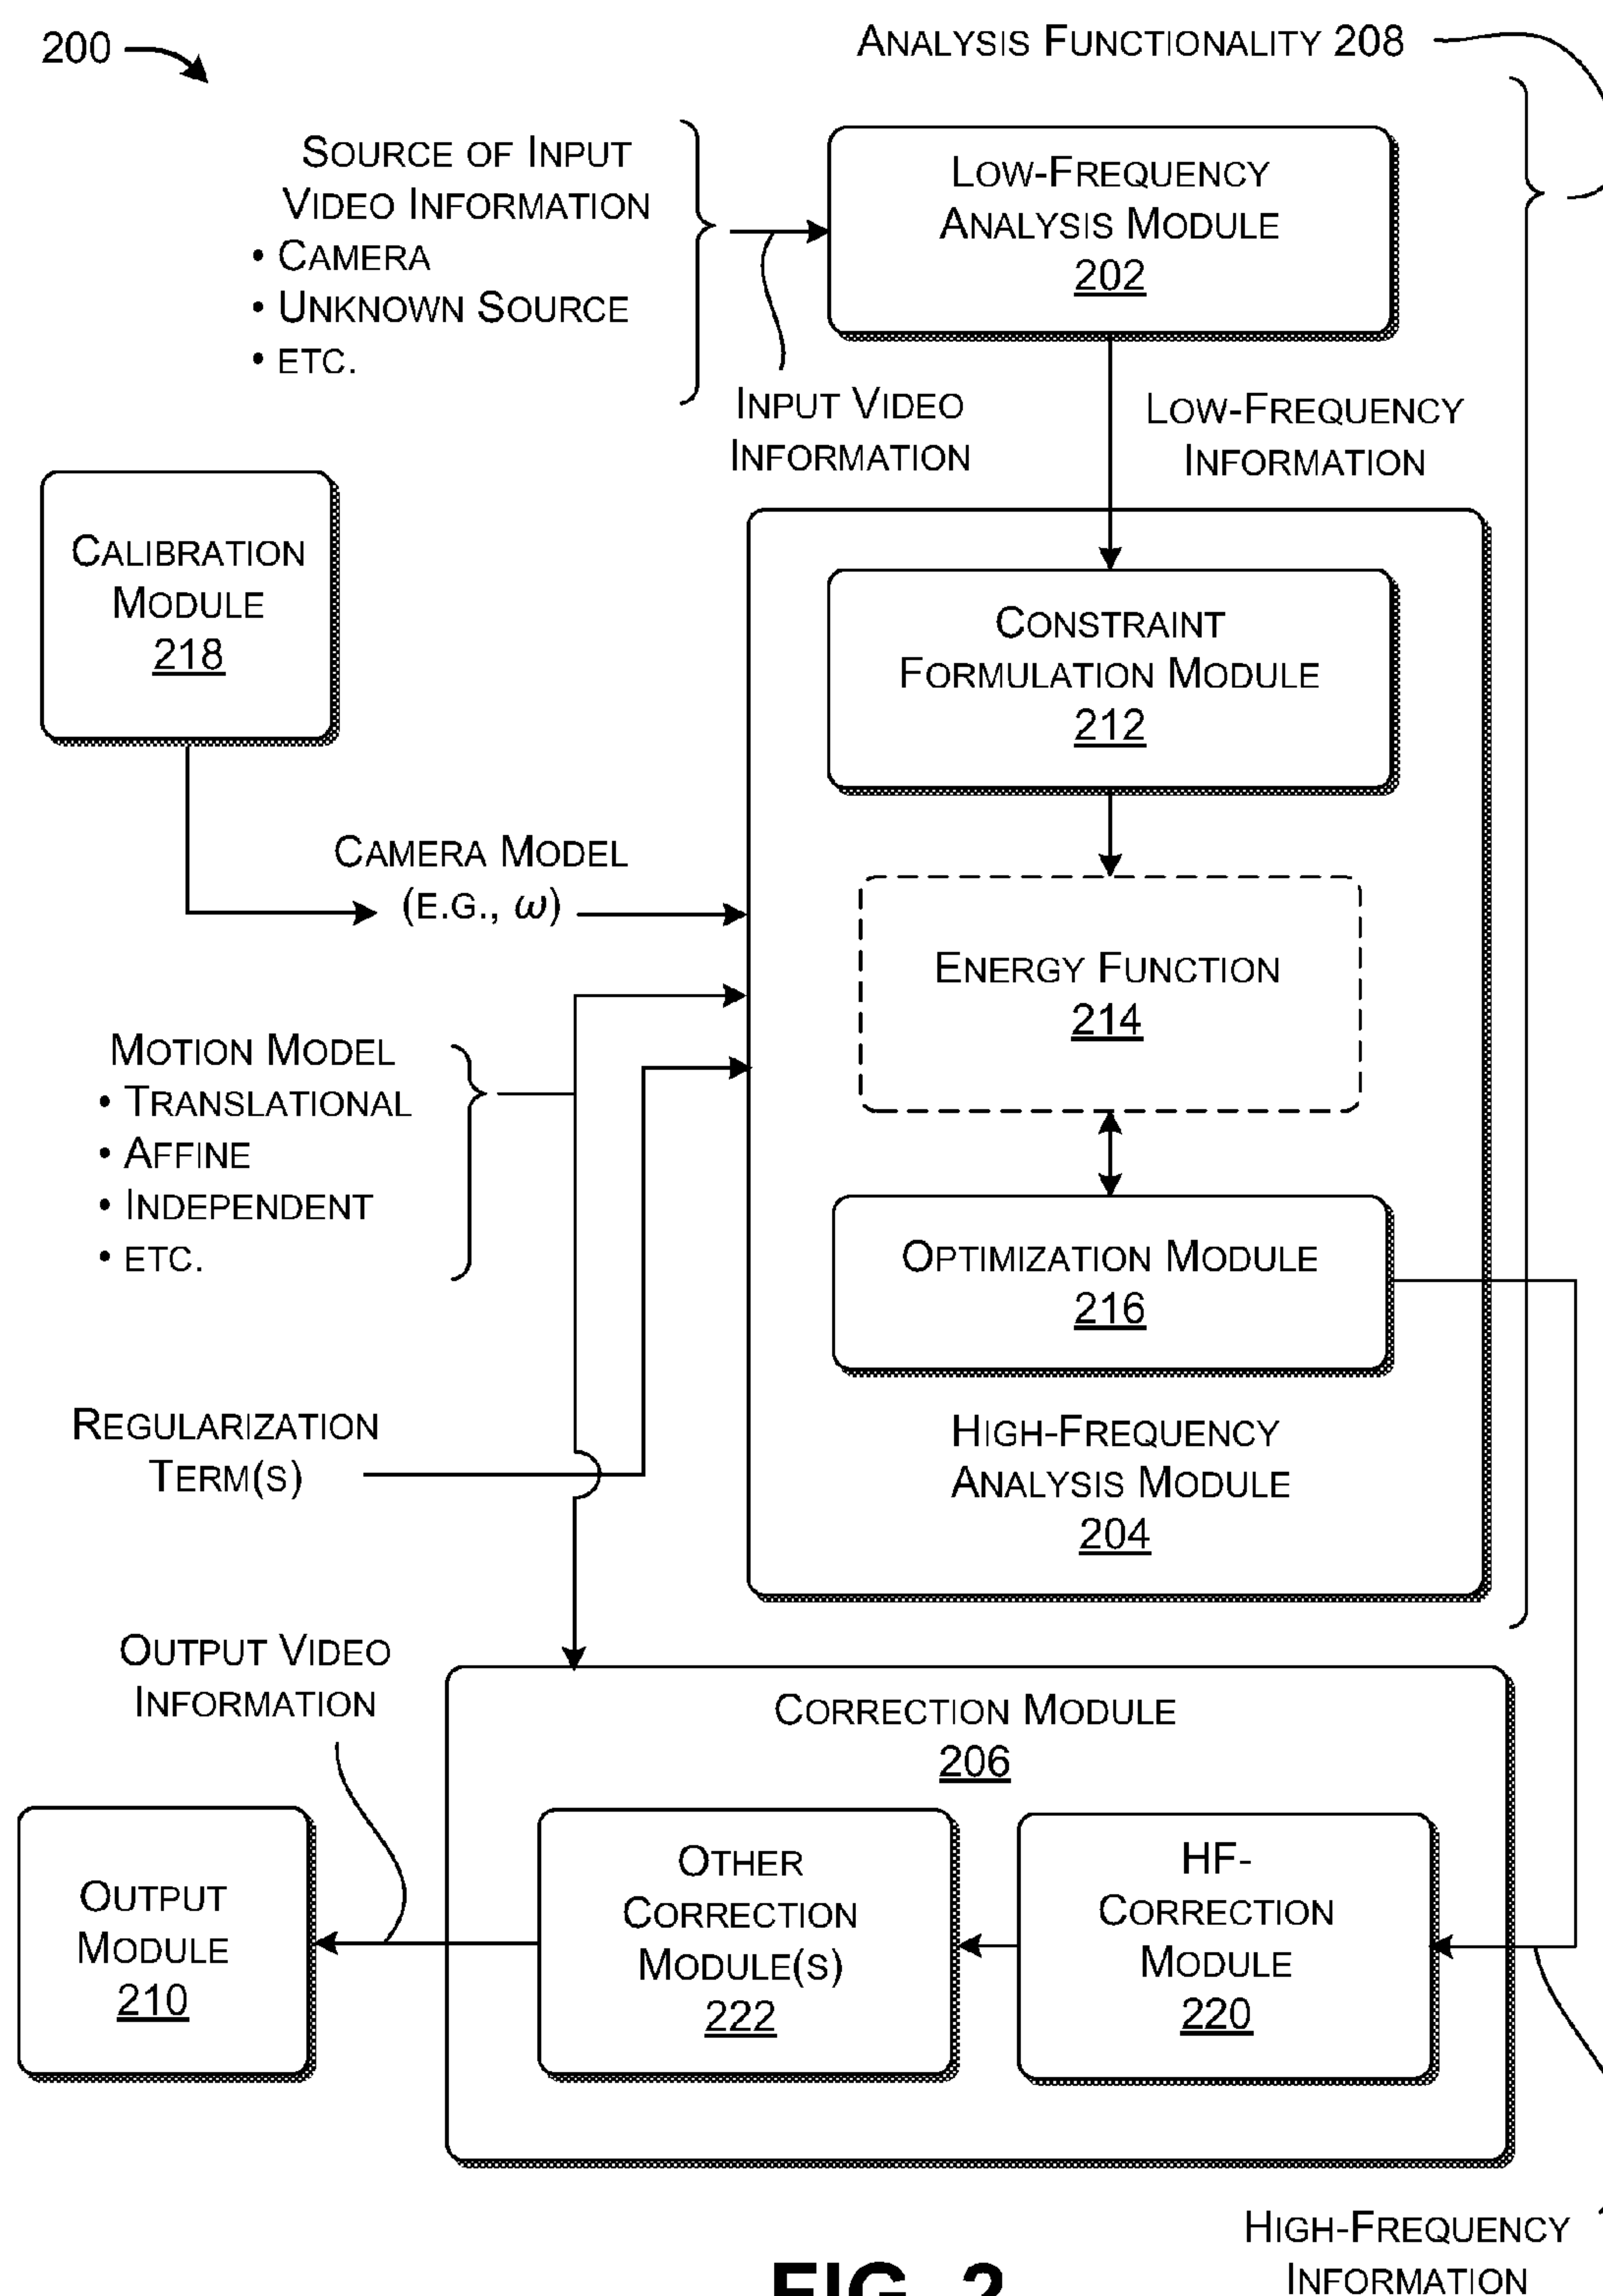 200
ANALYSIS FUNCTIONALITY 208
SOURCE OF INPUT
VIDEO INFORMATION
• CAMERA
• UNKNOWN SOURCE
• ETC.
LOW-FREQUENCY
ANALYSIS MODULE
202
INPUT VIDEO
INFORMATION
LOW-FREQUENCY
INFORMATION
CALIBRATION
MODULE
218
CONSTRAINT
FORMULATION MODULE
212
CAMERA MODEL
(E.G., ω)
ENERGY FUNCTION
214
MOTION MODEL
• TRANSLATIONAL
• AFFINE
• INDEPENDENT
• ETC.
OPTIMIZATION MODULE
216
REGULARIZATION
TERM(S)
HIGH-FREQUENCY
ANALYSIS MODULE
204
OUTPUT VIDEO
INFORMATION
CORRECTION MODULE
206
OUTPUT
MODULE
210
OTHER
CORRECTION
MODULE(S)
222
HF-
CORRECTION
MODULE
220
HIGH-FREQUENCY
INFORMATION
FIG. 2